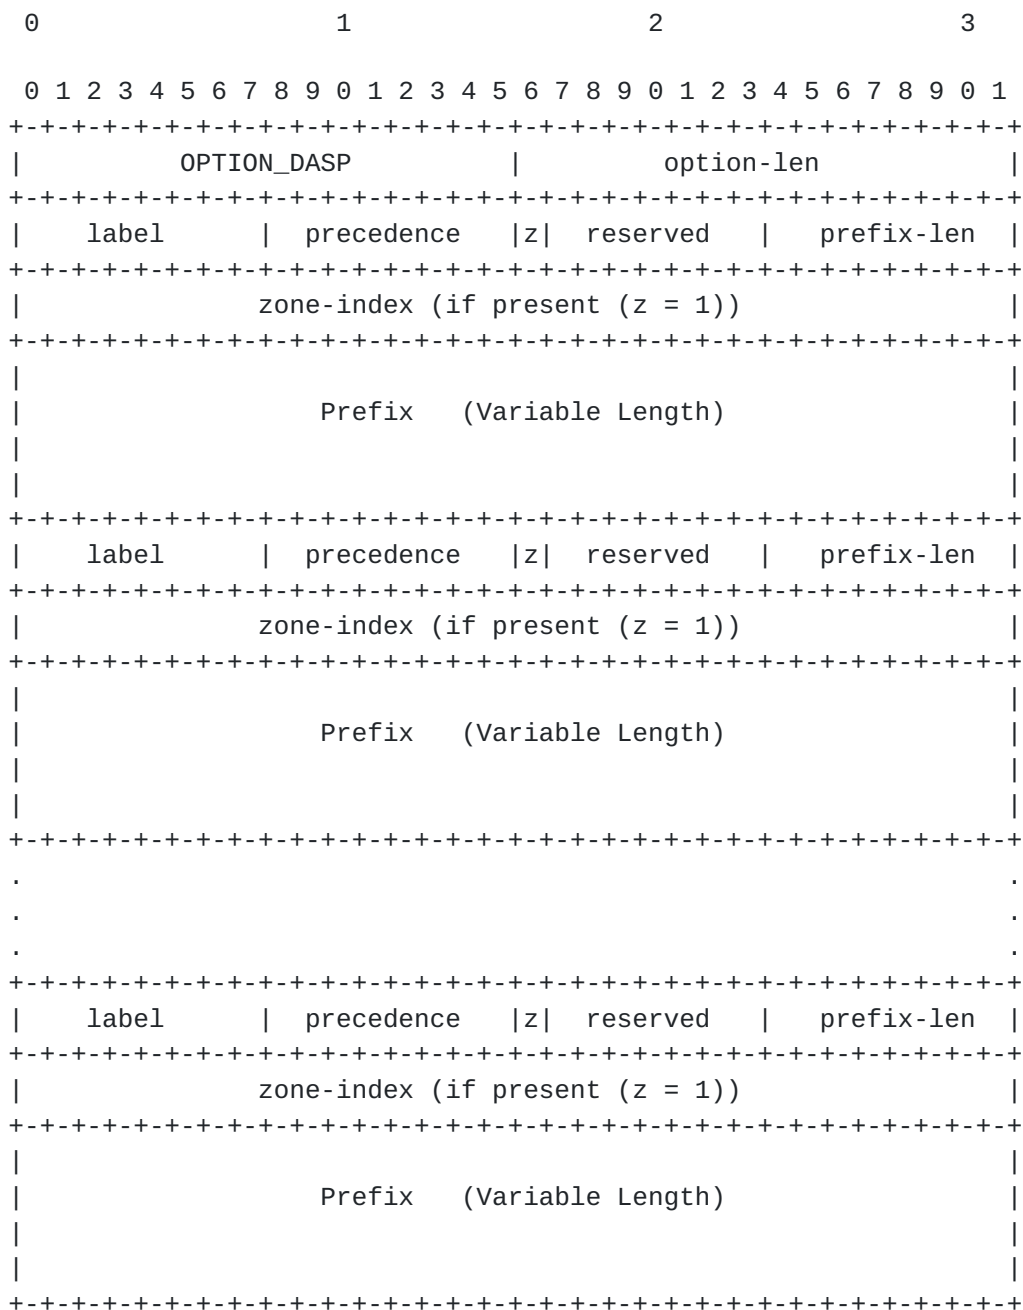 0                   1                   2                   3
 0 1 2 3 4 5 6 7 8 9 0 1 2 3 4 5 6 7 8 9 0 1 2 3 4 5 6 7 8 9 0 1
+-+-+-+-+-+-+-+-+-+-+-+-+-+-+-+-+-+-+-+-+-+-+-+-+-+-+-+-+-+-+-+-+
|          OPTION_DASP          |         option-len            |
+-+-+-+-+-+-+-+-+-+-+-+-+-+-+-+-+-+-+-+-+-+-+-+-+-+-+-+-+-+-+-+-+
|    label      |  precedence   |z|  reserved   |   prefix-len  |
+-+-+-+-+-+-+-+-+-+-+-+-+-+-+-+-+-+-+-+-+-+-+-+-+-+-+-+-+-+-+-+-+
|               zone-index (if present (z = 1))                 |
+-+-+-+-+-+-+-+-+-+-+-+-+-+-+-+-+-+-+-+-+-+-+-+-+-+-+-+-+-+-+-+-+
|                                                               |
|                   Prefix   (Variable Length)                  |
|                                                               |
|                                                               |
+-+-+-+-+-+-+-+-+-+-+-+-+-+-+-+-+-+-+-+-+-+-+-+-+-+-+-+-+-+-+-+-+
|    label      |  precedence   |z|  reserved   |   prefix-len  |
+-+-+-+-+-+-+-+-+-+-+-+-+-+-+-+-+-+-+-+-+-+-+-+-+-+-+-+-+-+-+-+-+
|               zone-index (if present (z = 1))                 |
+-+-+-+-+-+-+-+-+-+-+-+-+-+-+-+-+-+-+-+-+-+-+-+-+-+-+-+-+-+-+-+-+
|                                                               |
|                   Prefix   (Variable Length)                  |
|                                                               |
|                                                               |
+-+-+-+-+-+-+-+-+-+-+-+-+-+-+-+-+-+-+-+-+-+-+-+-+-+-+-+-+-+-+-+-+
.                                                               .
.                                                               .
.                                                               .
+-+-+-+-+-+-+-+-+-+-+-+-+-+-+-+-+-+-+-+-+-+-+-+-+-+-+-+-+-+-+-+-+
|    label      |  precedence   |z|  reserved   |   prefix-len  |
+-+-+-+-+-+-+-+-+-+-+-+-+-+-+-+-+-+-+-+-+-+-+-+-+-+-+-+-+-+-+-+-+
|               zone-index (if present (z = 1))                 |
+-+-+-+-+-+-+-+-+-+-+-+-+-+-+-+-+-+-+-+-+-+-+-+-+-+-+-+-+-+-+-+-+
|                                                               |
|                   Prefix   (Variable Length)                  |
|                                                               |
|                                                               |
+-+-+-+-+-+-+-+-+-+-+-+-+-+-+-+-+-+-+-+-+-+-+-+-+-+-+-+-+-+-+-+-+